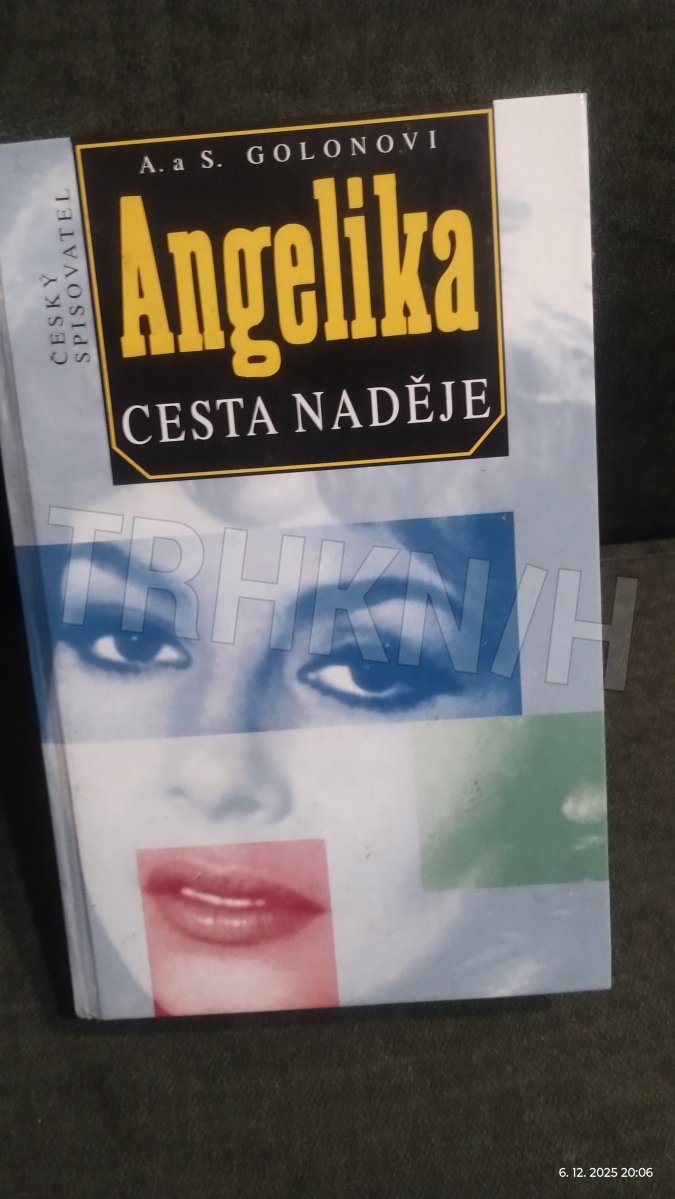 A. a S. GOLONOVI
Angelika
CESTA NADĚJE
ČESKÝ
SPISOVATEL
TRHKNIH
6. 12. 2025 20:06